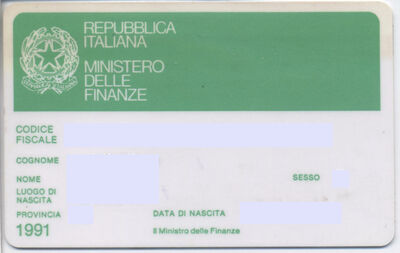 REPUBBLICA
ITALIANA
MINISTERO
DELLE
FINANZE
CODICE
FISCALE
COGNOME
NOME
SESSO
LUOGO DI
NASCITA
PROVINCIA
DATA DI NASCITA
1991
Il Ministro delle Finanze